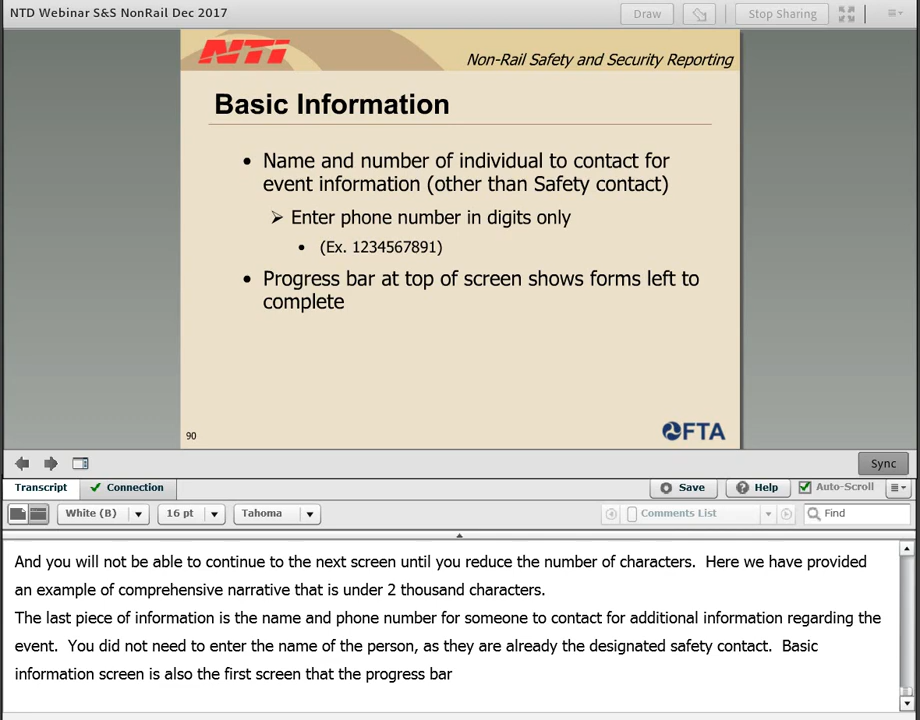 NTD Webinar S&S NonRail Dec 2017
Draw
Stop Sharing
NTI
Non-Rail Safety and Security Reporting
Basic Information
• Name and number of individual to contact for
event information (other than Safety contact)
➢ Enter phone number in digits only
• (Ex. 1234567891)
• Progress bar at top of screen shows forms left to
complete
90
FTA
Sync
Transcript
Connection
Save
Help
Auto-Scroll
White (B)
16 pt
Tahoma
Comments List
Find
And you will not be able to continue to the next screen until you reduce the number of characters.  Here we have provided
an example of comprehensive narrative that is under 2 thousand characters.
The last piece of information is the name and phone number for someone to contact for additional information regarding the
event.  You did not need to enter the name of the person, as they are already the designated safety contact.  Basic
information screen is also the first screen that the progress bar